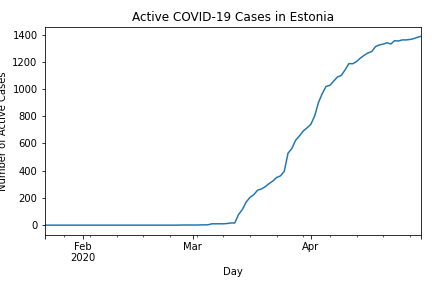 Active COVID-19 Cases in Estonia
1400
1200
1000
800
600
400
200
0
Number of Active Cases
Feb
2020
Mar
Apr
Day